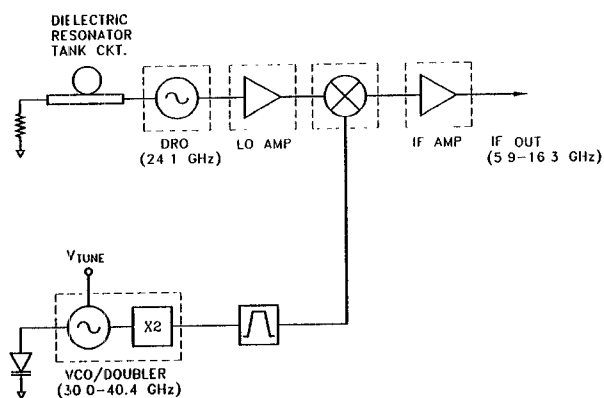 DIELECTRIC
RESONATOR
TANK CKT.
DRO
(24 1 GHz)
LO AMP
IF AMP
IF OUT
(5 9-16 3 GHz)
VTUNE
X2
VCO/DOUBLER
(30 0-40.4 GHz)